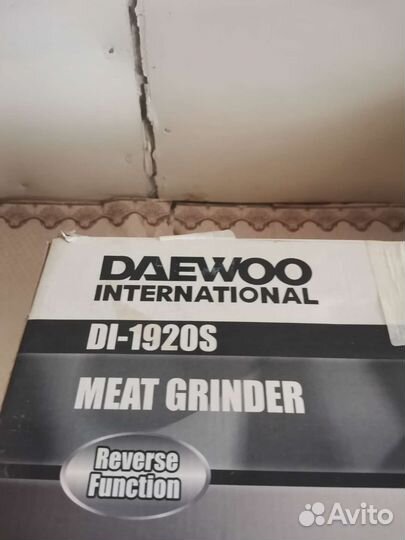 DAEWOO
INTERNATIONAL
DI-1920S
MEAT GRINDER
Reverse
Function
Avito